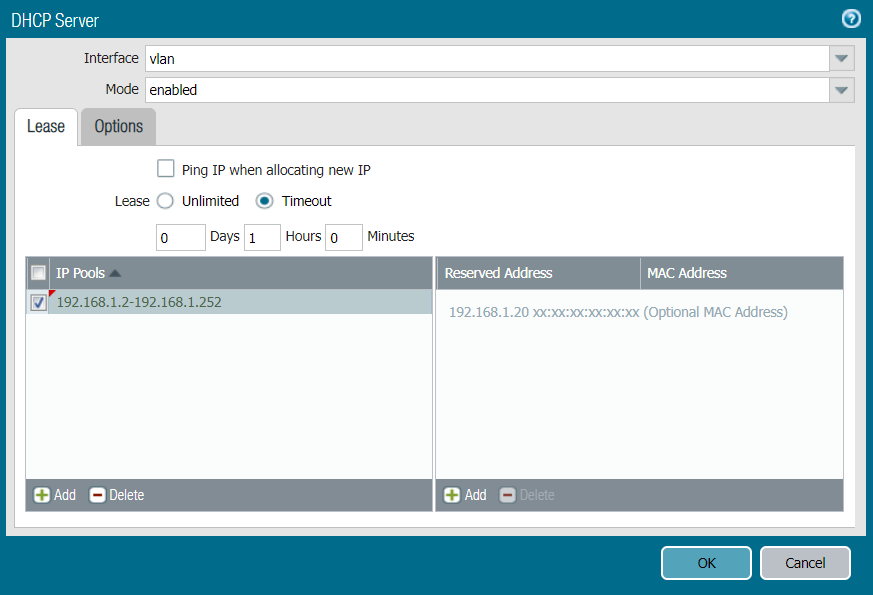 DHCP Server
?
Interface vlan
Mode enabled
Lease Options
Ping IP when allocating new IP
Lease Unlimited Timeout
0 Days 1 Hours 0 Minutes
IP Pools Reserved Address MAC Address
192.168.1.2-192.168.1.252
192.168.1.20 xx:xx:xx:xx:xx:xx (Optional MAC Address)
Add Delete Add Delete
OK Cancel